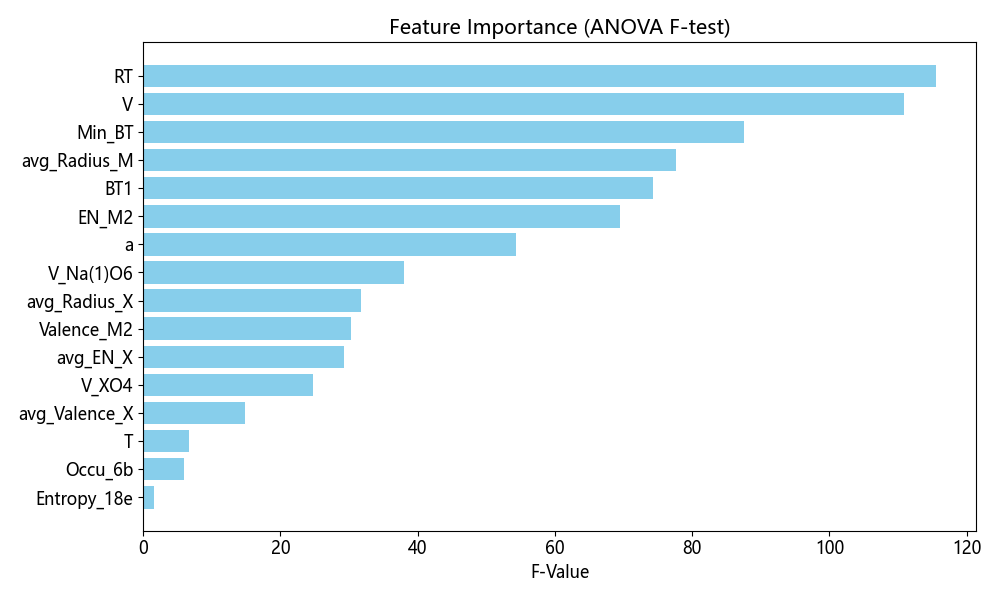 Feature Importance (ANOVA F-test)
RT
V
Min_BT
avg_Radius_M
BT1
EN_M2
a
V_Na(1)O6
avg_Radius_X
Valence_M2
avg_EN_X
V_XO4
avg_Valence_X
T
Occu_6b
Entropy_18e
0 20 40 60 80 100 120
F-Value